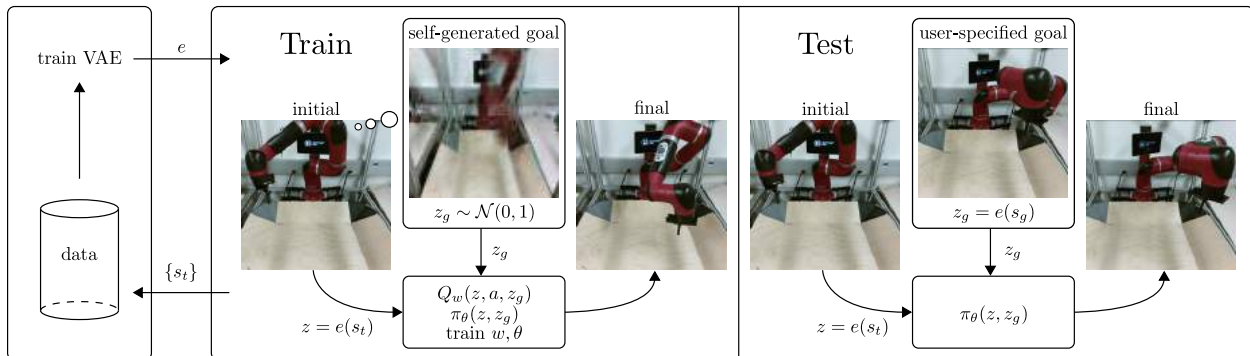 train VAE
e
data
{s_t}
Train
self-generated goal
initial
final
z_g ∼ 𝒩(0, 1)
z_g
Q_w(z, a, z_g)
π_θ(z, z_g)
train w, θ
z = e(s_t)
Test
user-specified goal
initial
final
z_g = e(s_g)
z_g
π_θ(z, z_g)
z = e(s_t)